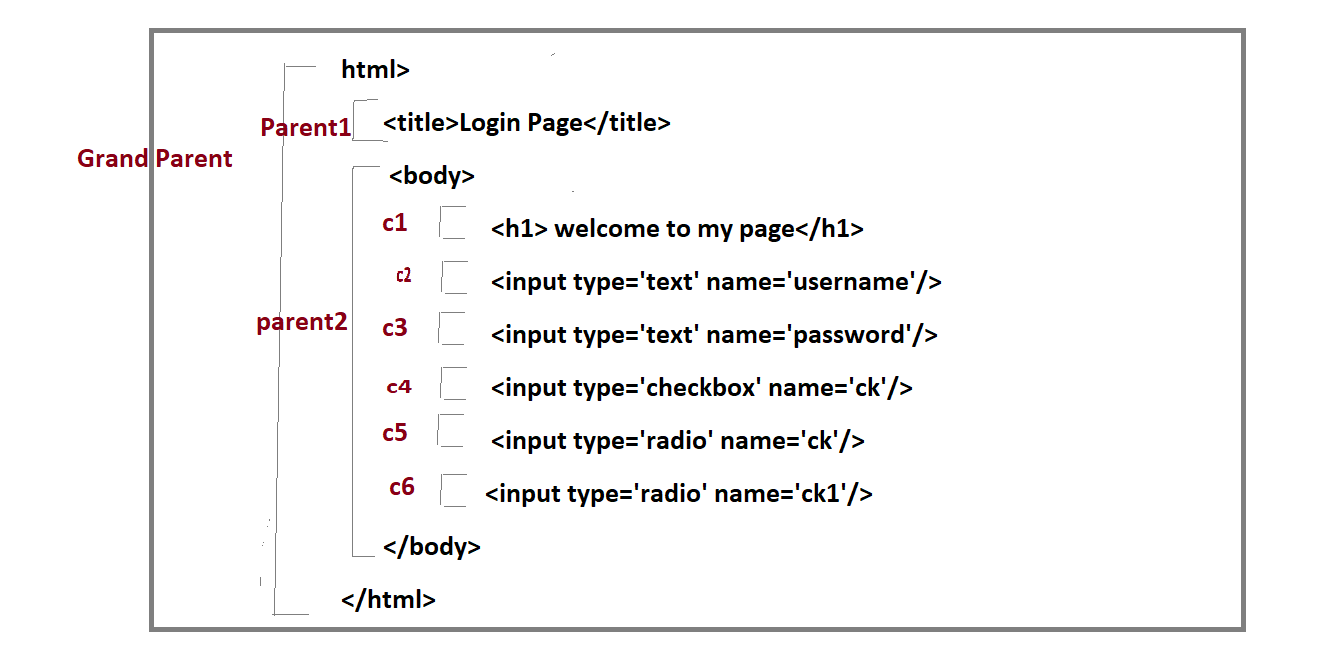 html>
Parent1 <title>Login Page</title>
Grand Parent
<body>
c1 <h1> welcome to my page</h1>
c2 <input type='text' name='username'/>
parent2 c3 <input type='text' name='password'/>
c4 <input type='checkbox' name='ck'/>
c5 <input type='radio' name='ck'/>
c6 <input type='radio' name='ck1'/>
</body>
</html>